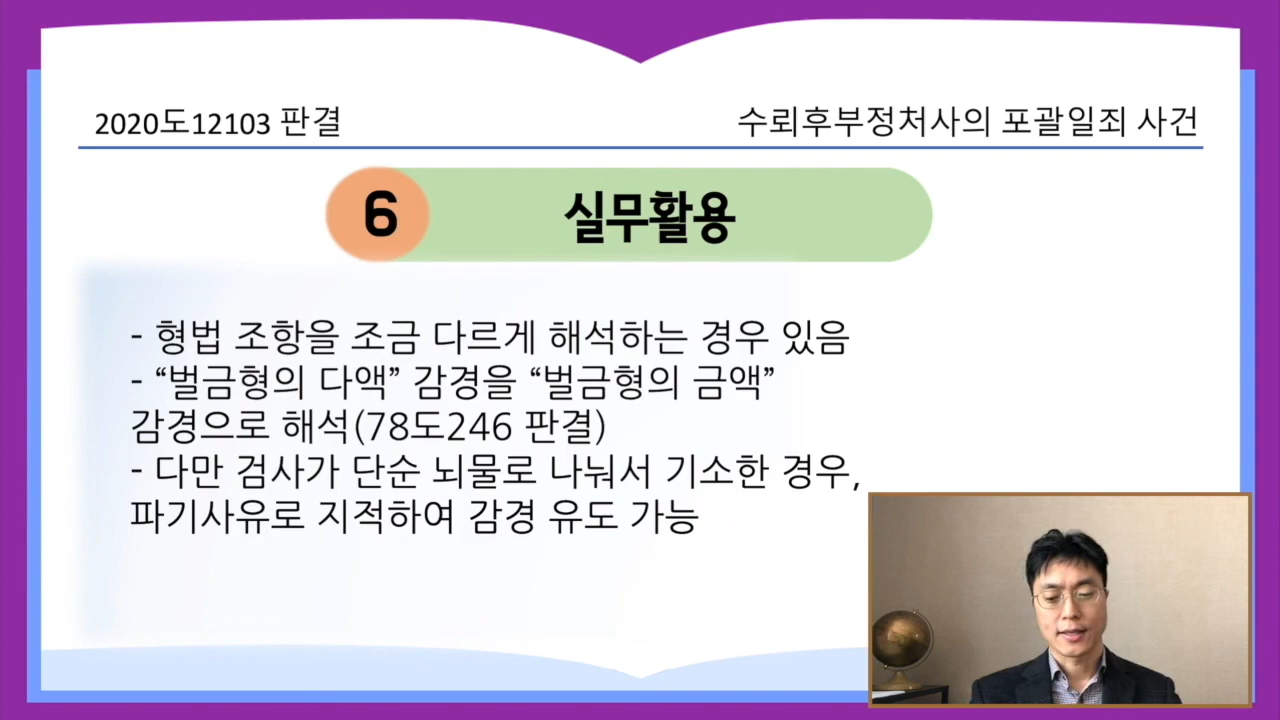 2020도12103 판결
수뢰후부정처사의 포괄일죄 사건
6 실무활용
- 형법 조항을 조금 다르게 해석하는 경우 있음
- “벌금형의 다액” 감경을 “벌금형의 금액”
감경으로 해석(78도246 판결)
- 다만 검사가 단순 뇌물로 나눠서 기소한 경우,
파기사유로 지적하여 감경 유도 가능